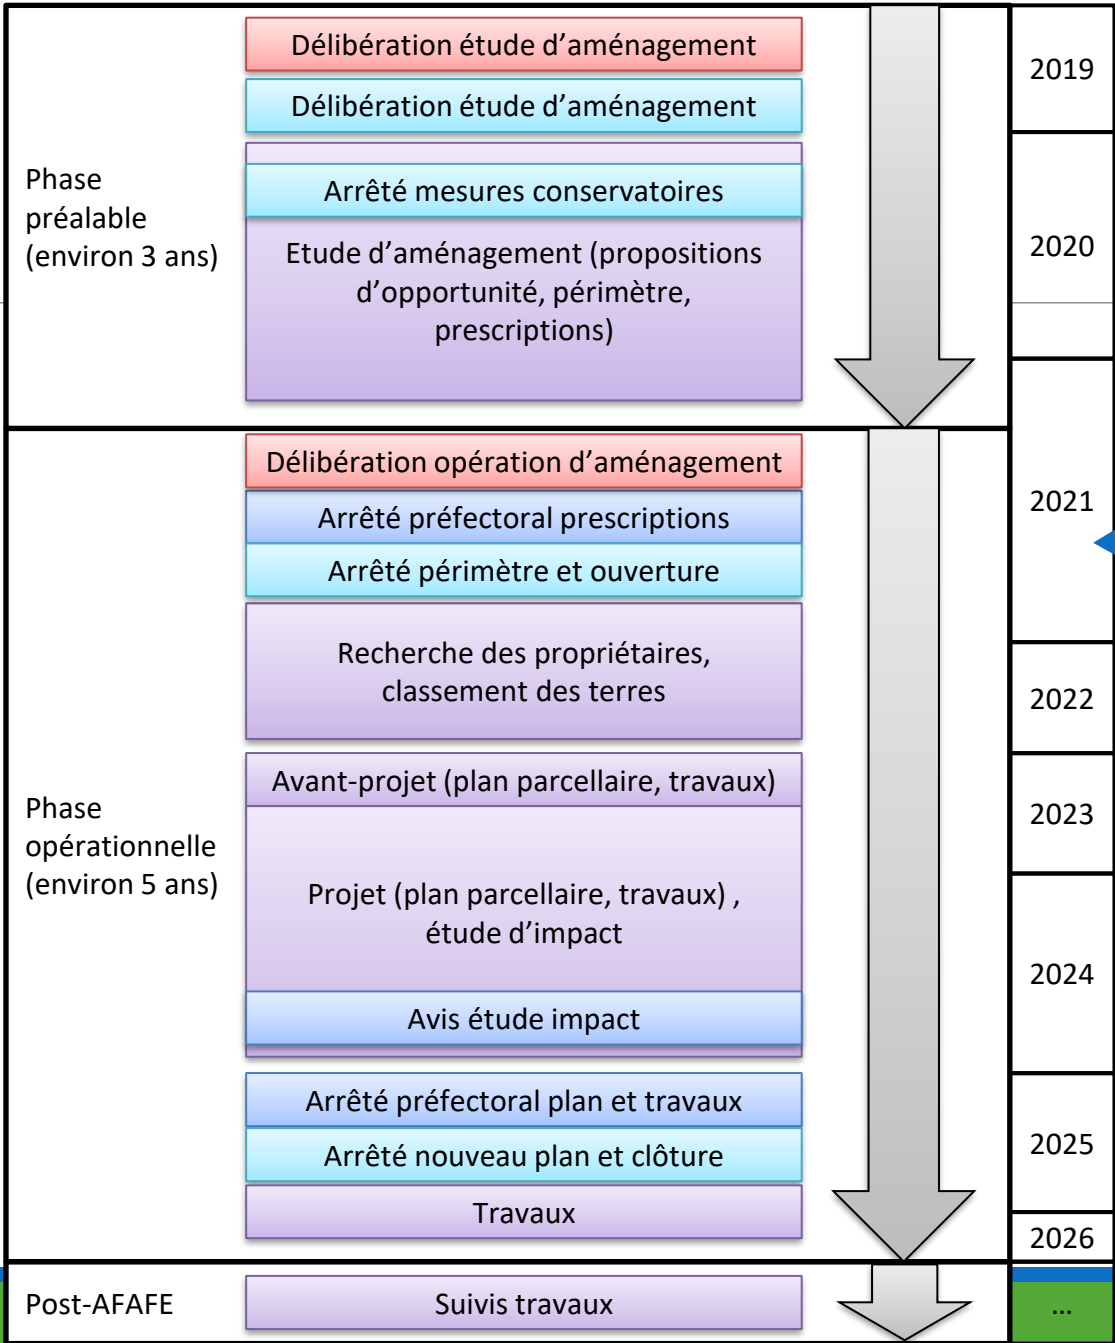 Délibération étude d’aménagement
2019
Délibération étude d’aménagement
Phase
préalable
(environ 3 ans)
Arrêté mesures conservatoires
Etude d’aménagement (propositions
d’opportunité, périmètre,
prescriptions)
2020
Délibération opération d’aménagement
Arrêté préfectoral prescriptions
2021
Arrêté périmètre et ouverture
Recherche des propriétaires,
classement des terres
2022
Avant-projet (plan parcellaire, travaux)
2023
Phase
opérationnelle
(environ 5 ans)
Projet (plan parcellaire, travaux) ,
étude d’impact
2024
Avis étude impact
Arrêté préfectoral plan et travaux
Arrêté nouveau plan et clôture
2025
Travaux
2026
Post-AFAFE
Suivis travaux
...